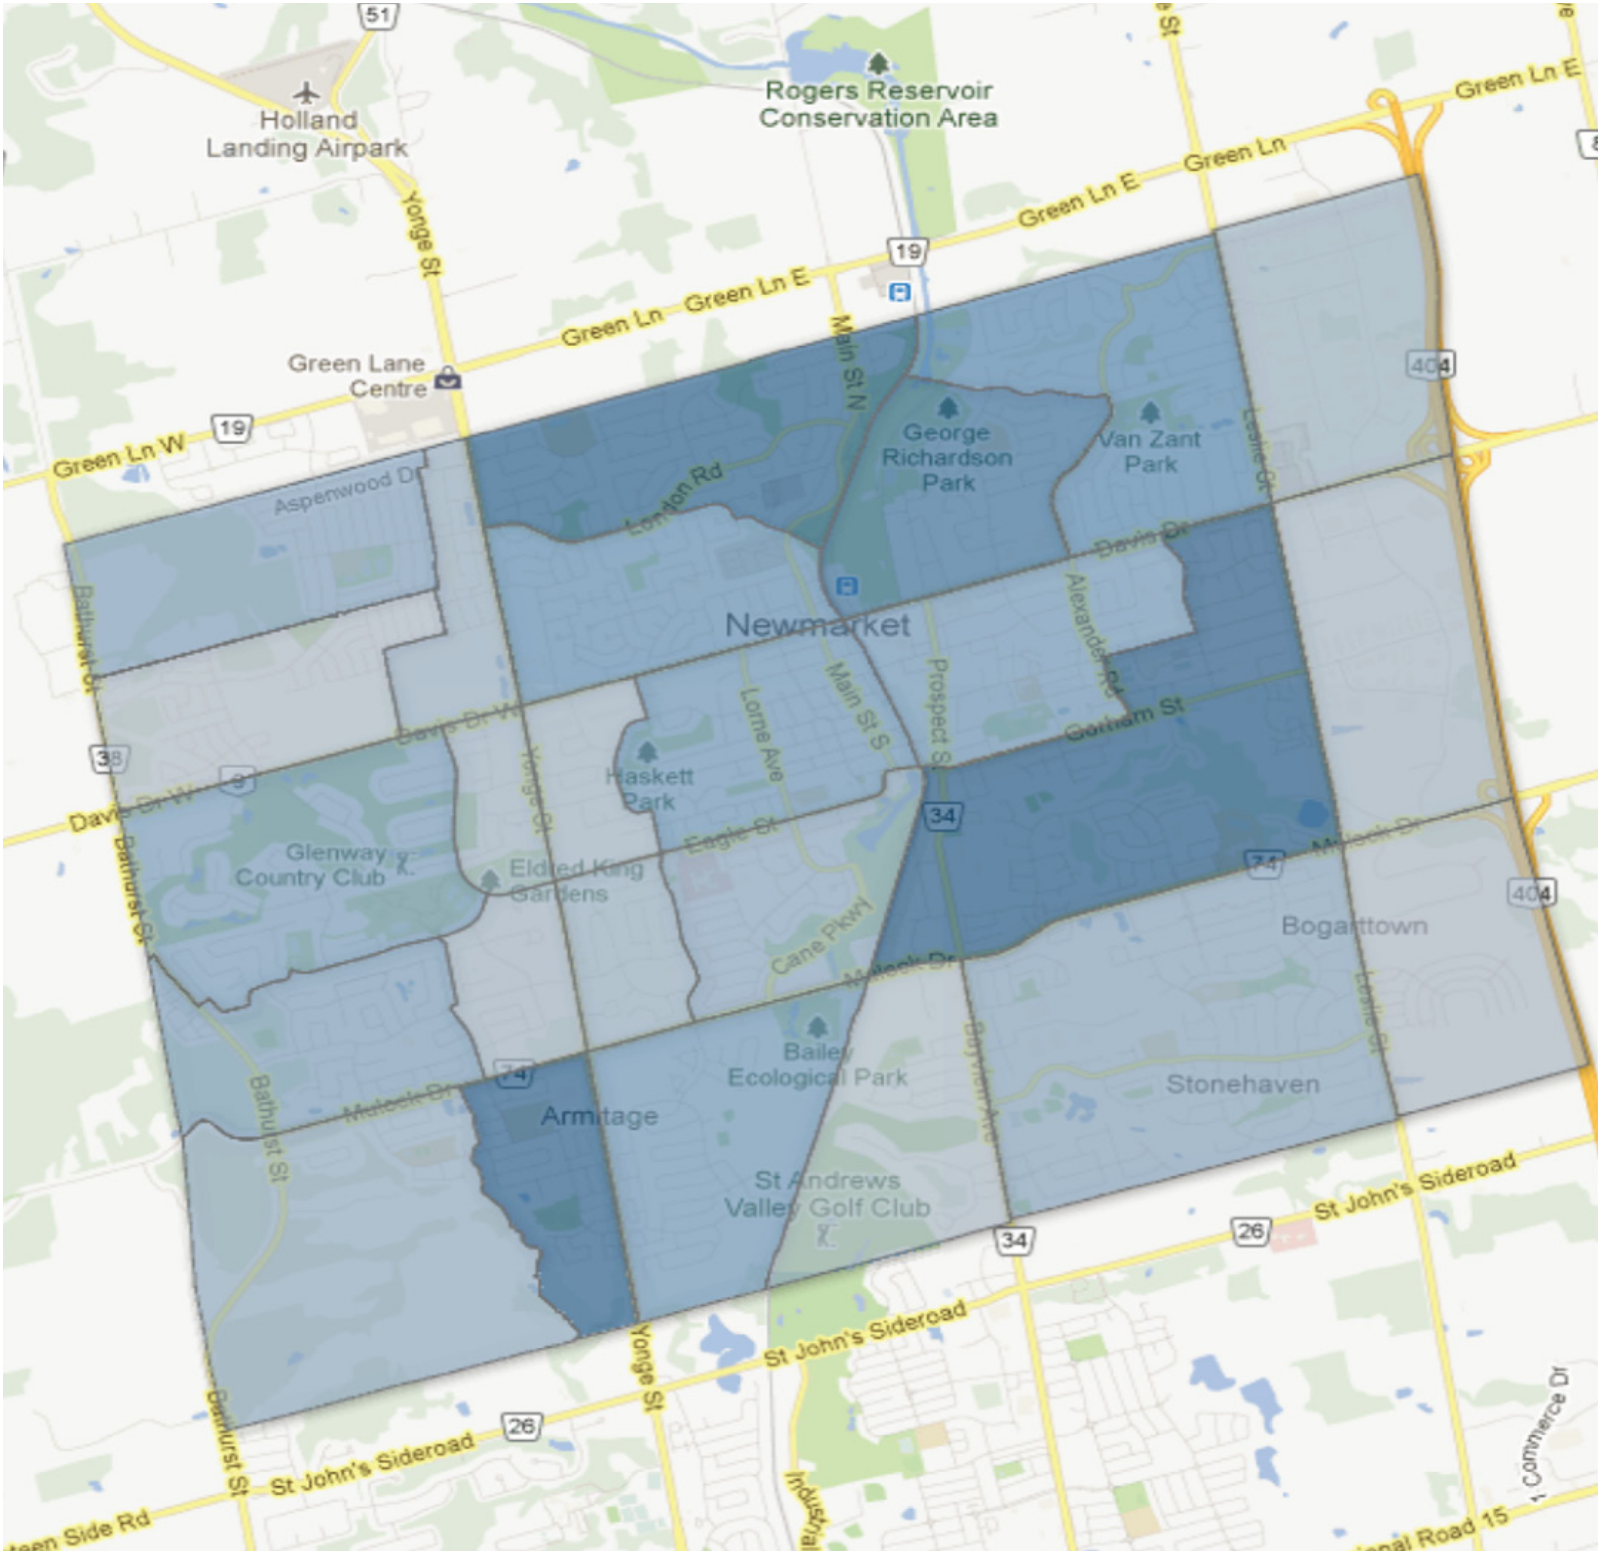 51
e St
ve
Rogers Reservoir
Conservation Area
Green Ln E
Holland
Landing Airpark
8
Green Ln
Green Ln E
Yonge St
19
Green Ln E
Green Ln
Main St N
Green Lane
Centre
404
19
Green Ln W
George
Richardson
Park
Van Zant
Park
Leslie St
Aspenwood Dr
London Rd
Davis Dr
Bathurst St
Newmarket
Alexander Rd
Main St S
Prospect St
Lorne Ave
Gorham St
Davis Dr W
38
9
Yonge St
Haskett
Park
Davis Dr W
34
Eagle St
Mulock Dr
Glenway
Country Club
Eldred King
Gardens
74
404
Bathurst St
Cane Pkwy
Bogarttown
Mulock Dr
Leslie St
Bayview Ave
Bailey
Ecological Park
74
Stonehaven
Mulock Dr
Armitage
Bathurst St
St Andrews
Valley Golf Club
St John's Sideroad
26
34
St John's Sideroad
Yonge St
Bathurst St
26
St John's Sideroad
Commerce Dr
Industrial
teen Side Rd
onal Road 15